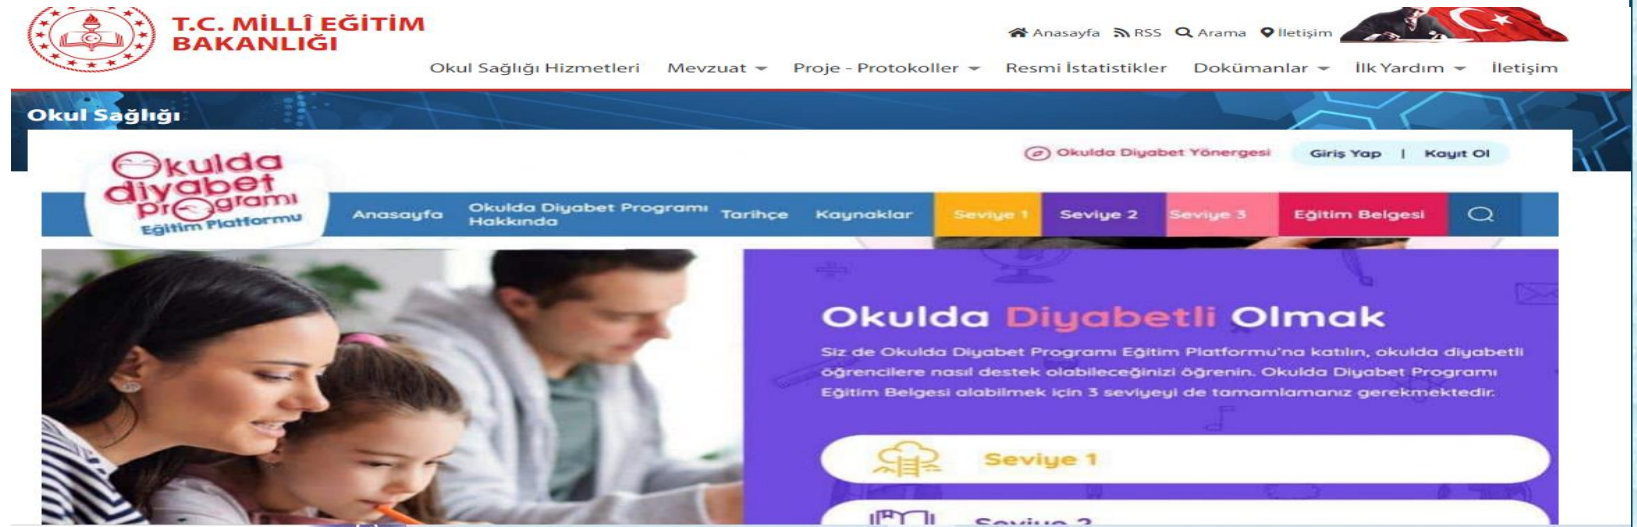 T.C. MİLLÎ EĞİTİM
BAKANLIĞI
Anasayfa RSS Arama İletişim
Okul Sağlığı Hizmetleri Mevzuat Proje - Protokoller Resmi İstatistikler Dokümanlar İlk Yardım İletişim
Okul Sağlığı
Okulda
diyabet
programı
Eğitim Platformu
Okulda Diyabet Yönergesi Giriş Yap | Kayıt Ol
Anasayfa Okulda Diyabet Programı Hakkında Tarihçe Kaynaklar Seviye 1 Seviye 2 Seviye 3 Eğitim Belgesi
Okulda Diyabetli Olmak
Siz de Okulda Diyabet Programı Eğitim Platformu'na katılın, okulda diyabetli
öğrencilere nasıl destek olabileceğinizi öğrenin. Okulda Diyabet Programı
Eğitim Belgesi alabilmek için 3 seviyeyi de tamamlamanız gerekmektedir.
Seviye 1
Seviye 2